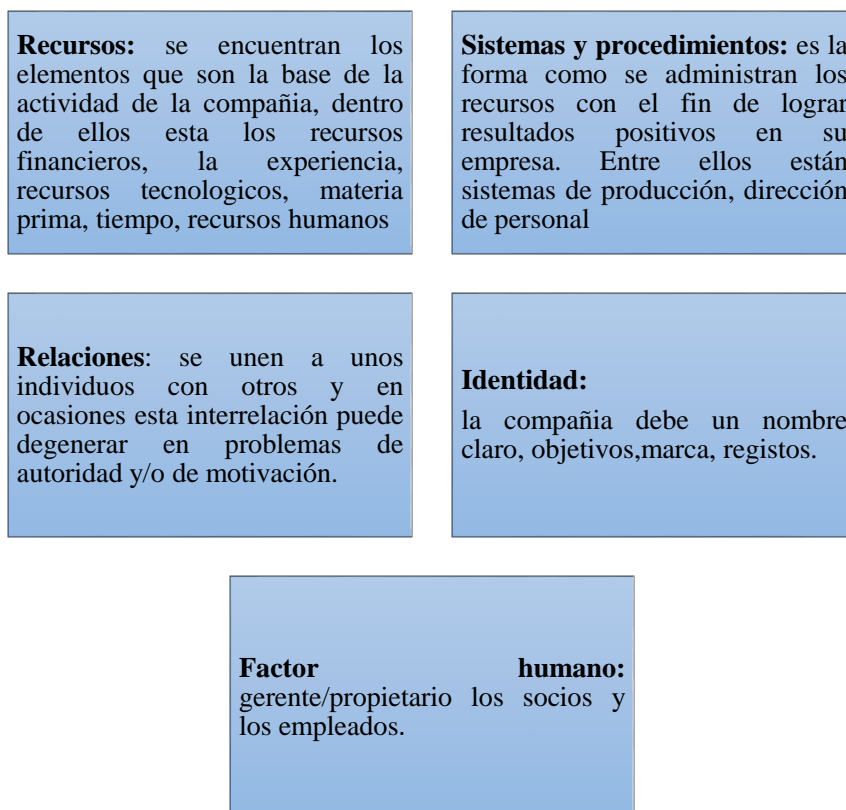 Recursos: se encuentran los
elementos que son la base de la
actividad de la compañia, dentro
de ellos esta los recursos
financieros, la experiencia,
recursos tecnologicos, materia
prima, tiempo, recursos humanos
Sistemas y procedimientos: es la
forma como se administran los
recursos con el fin de lograr
resultados positivos en su
empresa. Entre ellos están
sistemas de producción, dirección
de personal
Relaciones: se unen a unos
individuos con otros y en
ocasiones esta interrelación puede
degenerar en problemas de
autoridad y/o de motivación.
Identidad:
la compañia debe un nombre
claro, objetivos,marca, registos.
Factor humano:
gerente/propietario los socios y
los empleados.